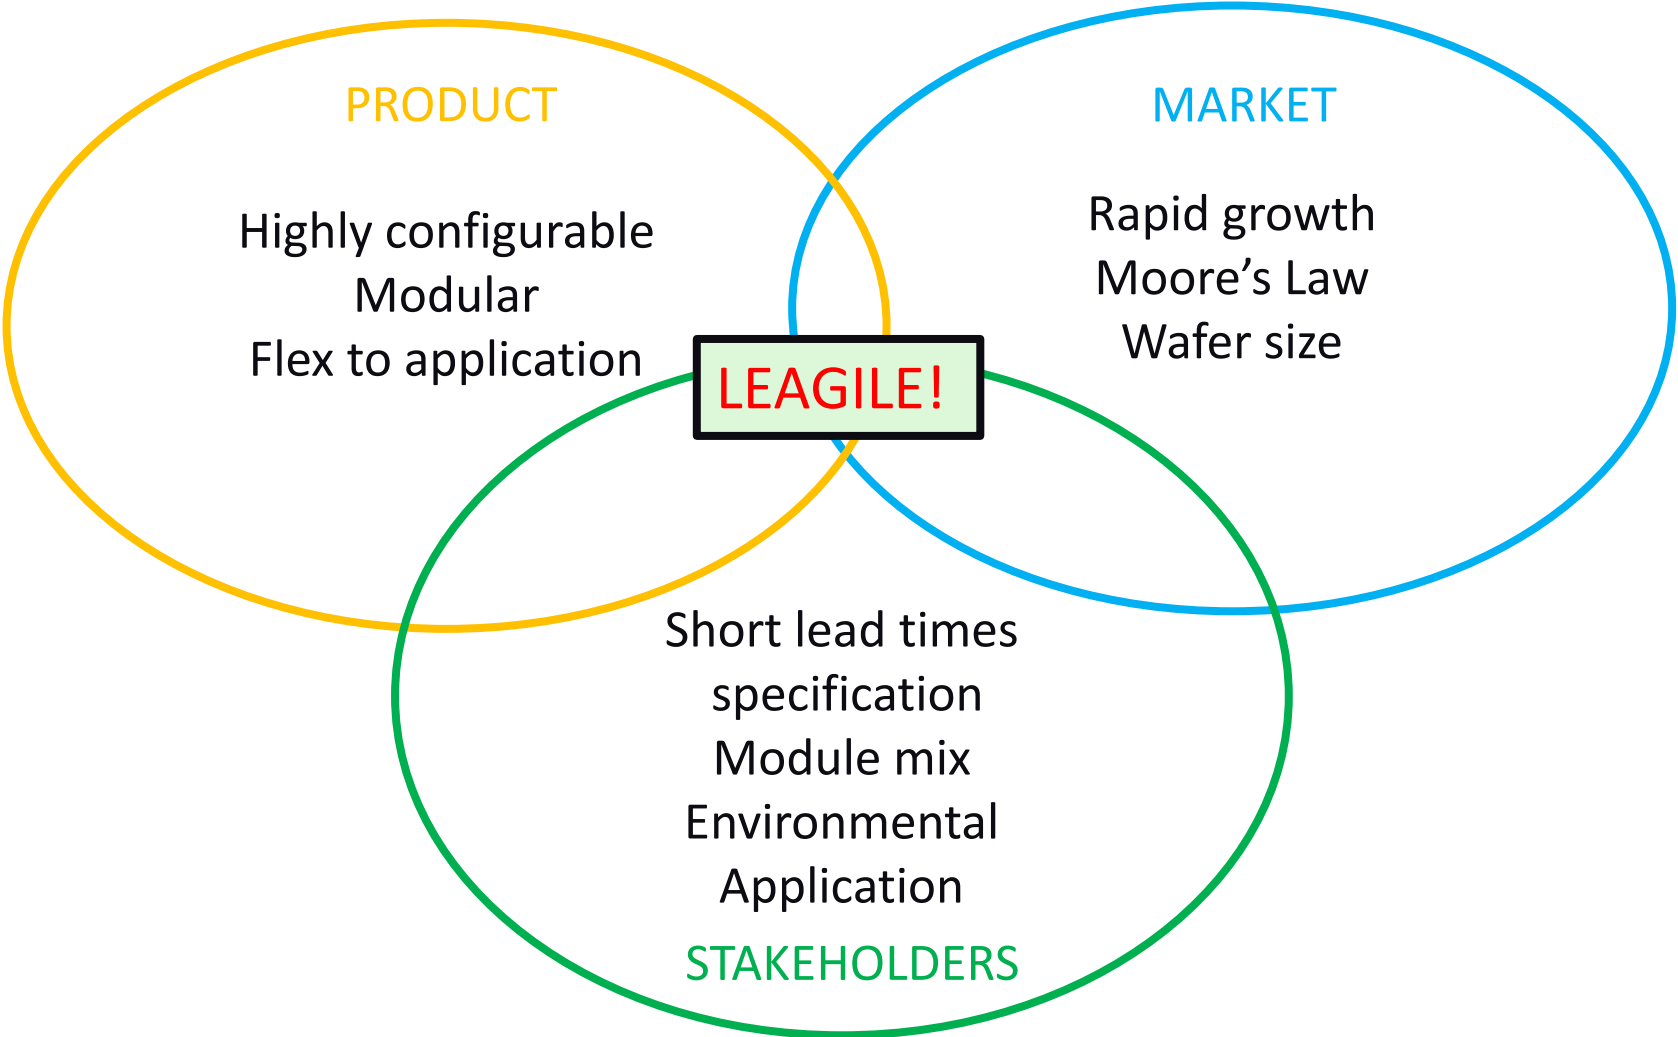 PRODUCT
Highly configurable
Modular
Flex to application
MARKET
Rapid growth
Moore’s Law
Wafer size
LEAGILE!
Short lead times
specification
Module mix
Environmental
Application
STAKEHOLDERS